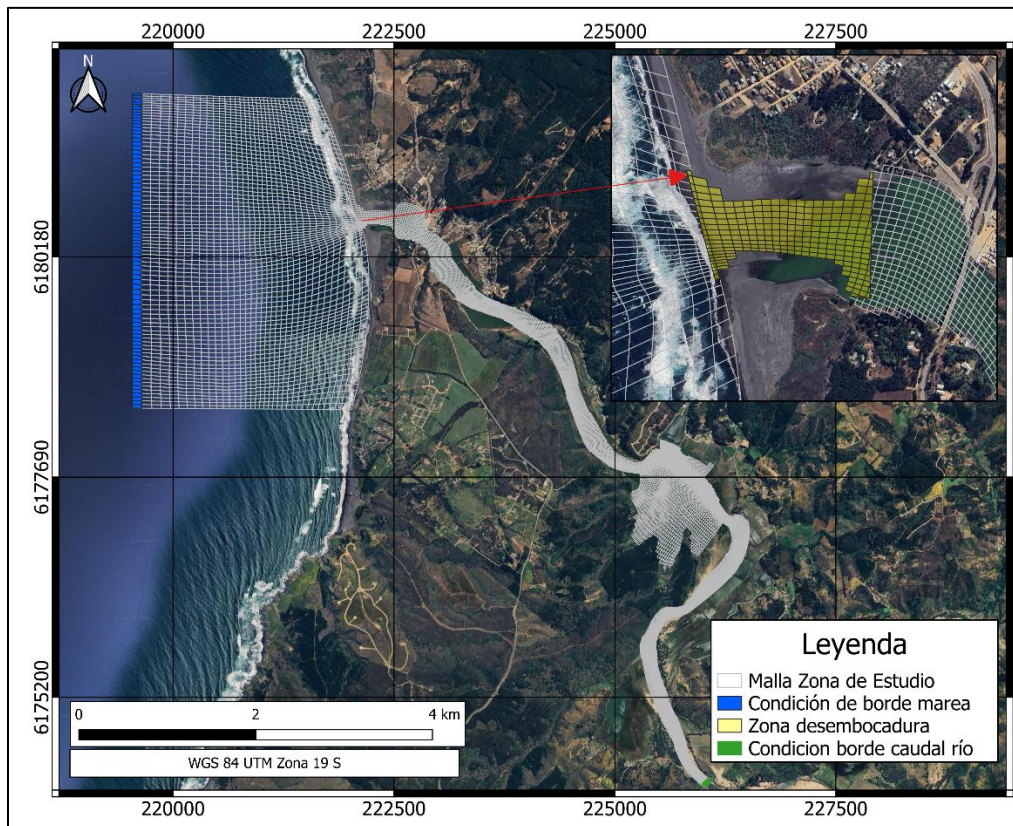 220000 222500 225000 227500
N
6180180
6177690
6175200
Leyenda
Malla Zona de Estudio
Condición de borde marea
Zona desembocadura
Condicion borde caudal río
0 2 4 km
WGS 84 UTM Zona 19 S
220000 222500 225000 227500